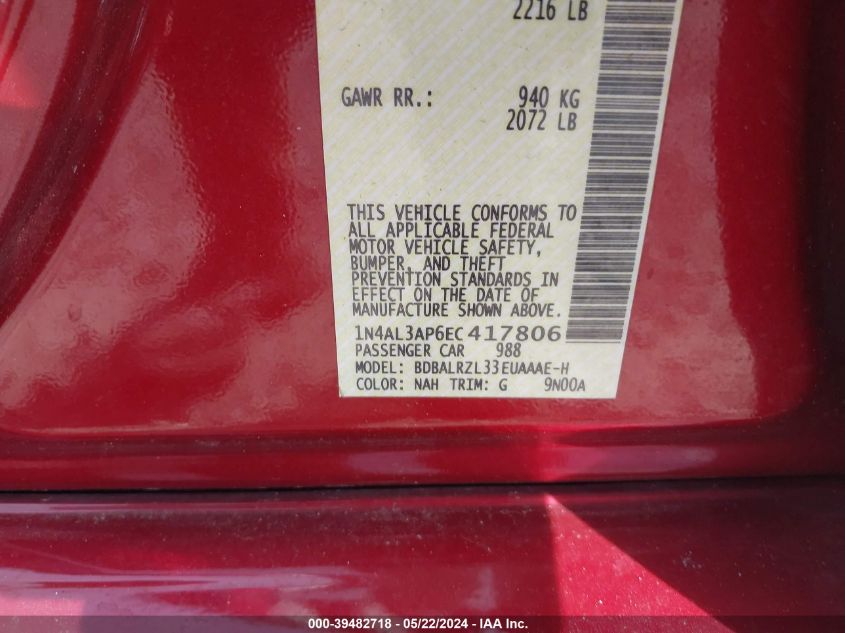 2216 LB
GAWR RR.: 940 KG
2072 LB
THIS VEHICLE CONFORMS TO
ALL APPLICABLE FEDERAL
MOTOR VEHICLE SAFETY,
BUMPER, AND THEFT
PREVENTION STANDARDS IN
EFFECT ON THE DATE OF
MANUFACTURE SHOWN ABOVE.
1N4AL3AP6EC417806
PASSENGER CAR 988
MODEL: BDBALRZL33EUAAAE-H
COLOR: NAH TRIM: G 9N00A
000-39482718 - 05/22/2024 - IAA Inc.